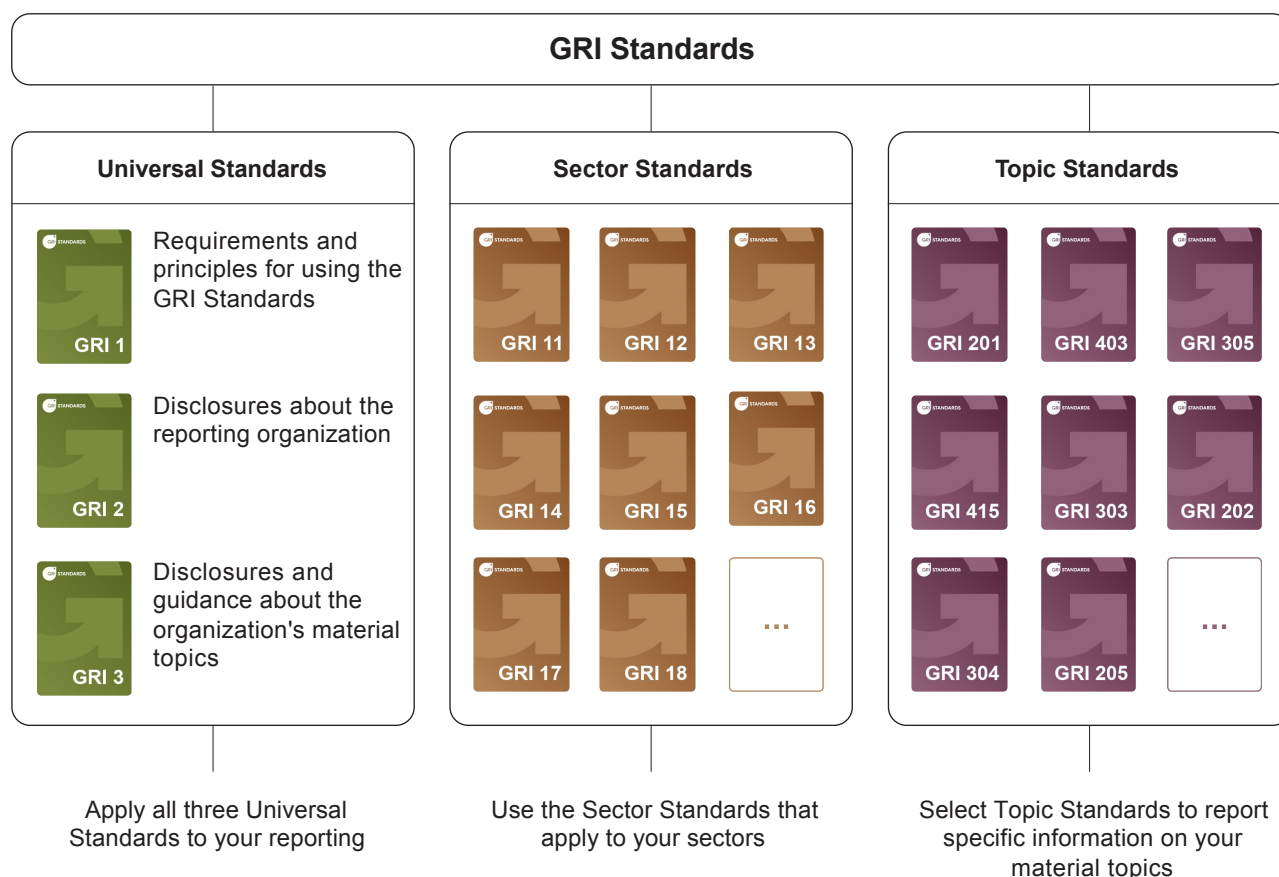 GRI Standards
Universal Standards
GRI STANDARDS
GRI 1
Requirements and
principles for using the
GRI Standards
GRI STANDARDS
GRI 2
Disclosures about the
reporting organization
GRI STANDARDS
GRI 3
Disclosures and
guidance about the
organization's material
topics
Apply all three Universal
Standards to your reporting
Sector Standards
GRI STANDARDS
GRI 11
GRI STANDARDS
GRI 12
GRI STANDARDS
GRI 13
GRI STANDARDS
GRI 14
GRI STANDARDS
GRI 15
GRI STANDARDS
GRI 16
GRI STANDARDS
GRI 17
GRI STANDARDS
GRI 18
...
Use the Sector Standards that
apply to your sectors
Topic Standards
GRI STANDARDS
GRI 201
GRI STANDARDS
GRI 403
GRI STANDARDS
GRI 305
GRI STANDARDS
GRI 415
GRI STANDARDS
GRI 303
GRI STANDARDS
GRI 202
GRI STANDARDS
GRI 304
GRI STANDARDS
GRI 205
...
Select Topic Standards to report
specific information on your
material topics